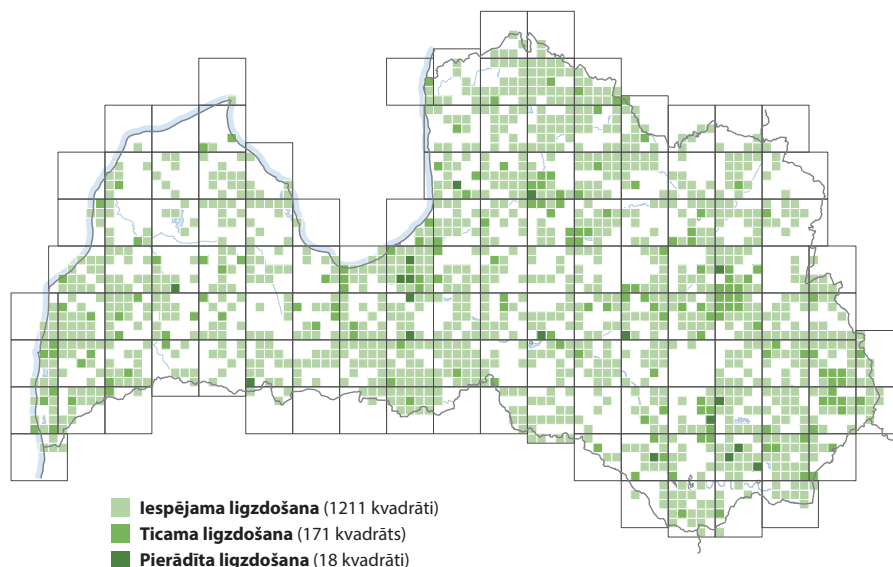 Iespējama ligzdošana (1211 kvadrāti)
Ticama ligzdošana (171 kvadrāts)
Pierādīta ligzdošana (18 kvadrāti)